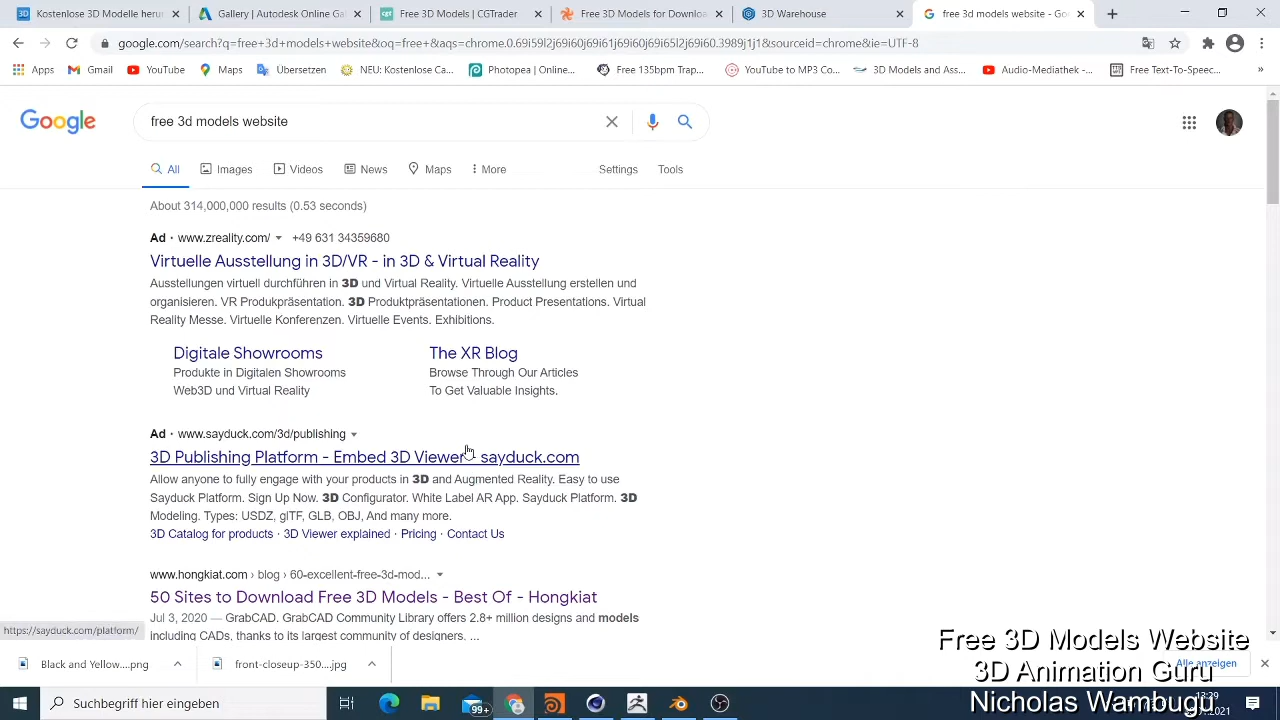 3D Kostenlose Modelle heru
Gallery | Autodesk Online Gal
3D Modelle | CGTrader
Free 3D Models for Downloa
3D Warehouse
free 3d models website - Goo
google.com/search?q=free+3d+models+website&oq=free+&aqs=chrome.0.69i59l2j69i60j69i61j69i60j69i65l2j69i60.3989j1j1&sourceid=chrome&ie=UTF-8
Apps
Gmail
YouTube
Maps
Übersetzen
NEU: Kostenlose Ca...
Photopea | Online...
Free 135bpm Trap...
YouTube to MP3 Co...
3D Models and Ass...
Audio-Mediathek -...
Free Text-To-Speec...
Google
free 3d models website
All
Images
Videos
News
Maps
More
Settings
Tools
About 314,000,000 results (0.53 seconds)
Ad · www.zreality.com/ +49 631 34359680
Virtuelle Ausstellung in 3D/VR - in 3D & Virtual Reality
Ausstellungen virtuell durchführen in 3D und Virtual Reality. Virtuelle Ausstellung erstellen und
organisieren. VR Produkpräsentation. 3D Produktpräsentationen. Product Presentations. Virtual
Reality Messe. Virtuelle Konferenzen. Virtuelle Events. Exhibitions.
Digitale Showrooms
Produkte in Digitalen Showrooms
Web3D und Virtual Reality
The XR Blog
Browse Through Our Articles
To Get Valuable Insights.
Ad · www.sayduck.com/3d/publishing
3D Publishing Platform - Embed 3D Viewer - sayduck.com
Allow anyone to fully engage with your products in 3D and Augmented Reality. Easy to use
Sayduck Platform. Sign Up Now. 3D Configurator. White Label AR App. Sayduck Platform. 3D
Modeling. Types: USDZ, glTF, GLB, OBJ, And many more.
3D Catalog for products · 3D Viewer explained · Pricing · Contact Us
www.hongkiat.com › blog › 60-excellent-free-3d-mod...
50 Sites to Download Free 3D Models - Best Of - Hongkiat
Jul 3, 2020 — GrabCAD. GrabCAD Community Library offers 2.8+ million designs and models
including CADs, thanks to its largest community of designers. ...
https://sayduck.com/platform/
Free 3D Models Website
3D Animation Guru
Nicholas Wambugu
Black and Yellow....png
front-closeup-350....jpg
Alle anzeigen
Suchbegriff hier eingeben
99+